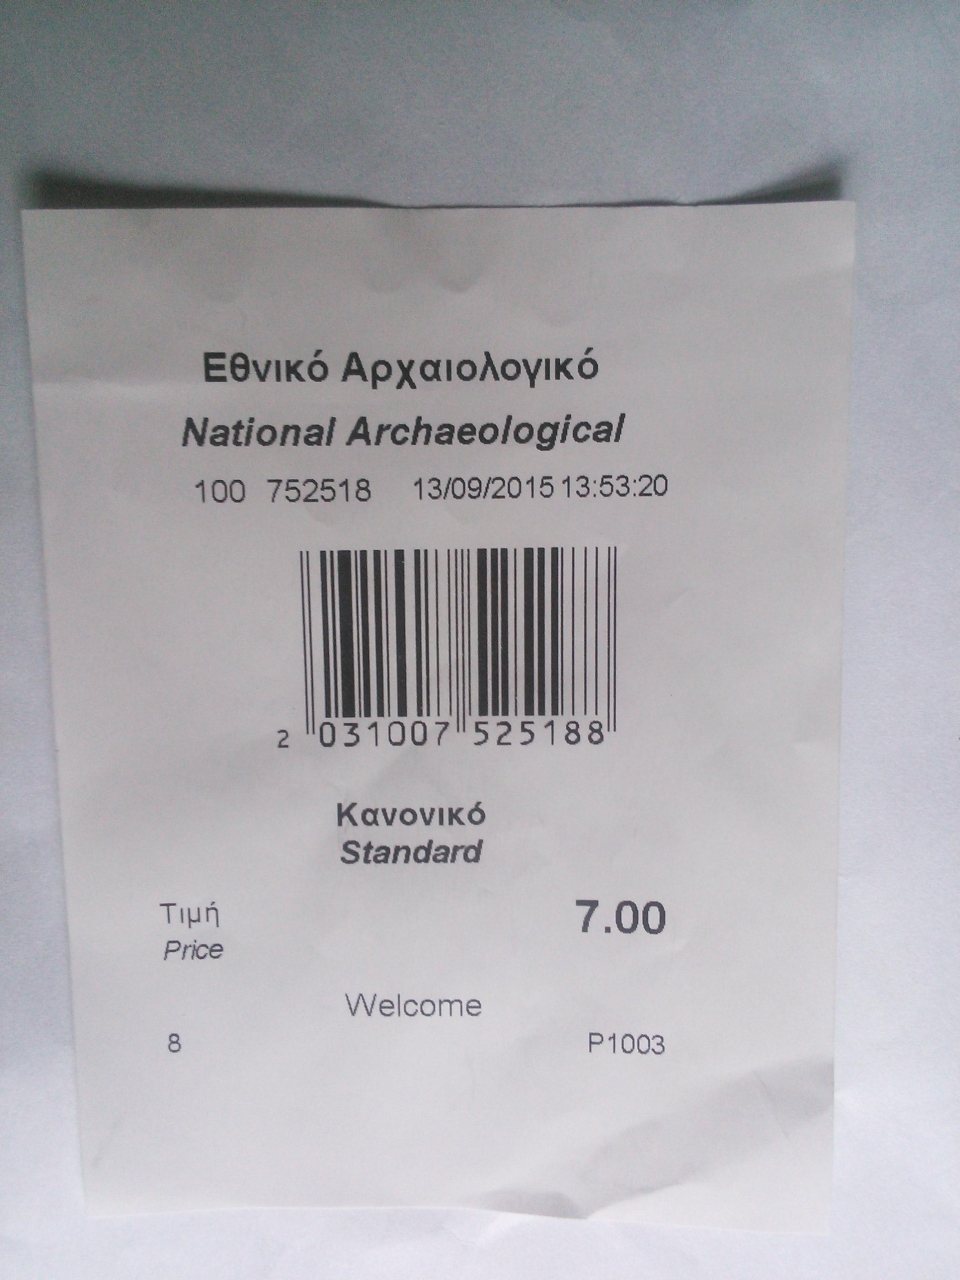 Εθνικό Αρχαιολογικό
National Archaeological
100 752518 13/09/2015 13:53:20
2 031007 525188
Κανονικό
Standard
Τιμή 7.00
Price
Welcome
8 P1003